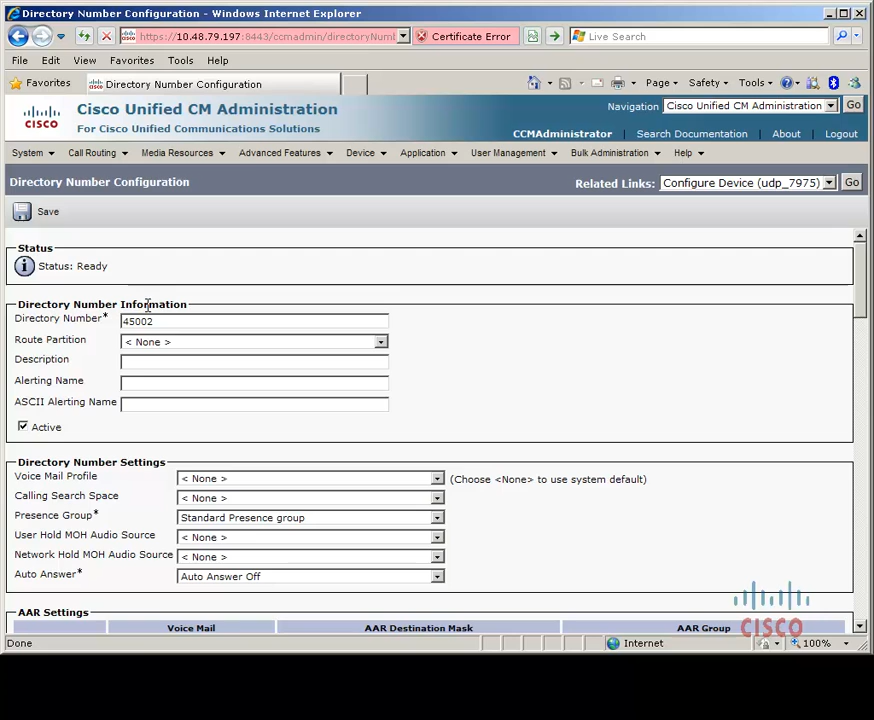 Directory Number Configuration - Windows Internet Explorer
https://10.48.79.197:8443/ccmadmin/directoryNum
Certificate Error
Live Search
File Edit View Favorites Tools Help
Favorites
Directory Number Configuration
Page Safety Tools
CISCO
Cisco Unified CM Administration
For Cisco Unified Communications Solutions
Navigation Cisco Unified CM Administration Go
CCMAdministrator Search Documentation About Logout
System Call Routing Media Resources Advanced Features Device Application User Management Bulk Administration Help
Directory Number Configuration
Related Links: Configure Device (udp_7975) Go
Save
Status
Status: Ready
Directory Number Information
Directory Number* 45002
Route Partition < None >
Description
Alerting Name
ASCII Alerting Name
Active
Directory Number Settings
Voice Mail Profile < None > (Choose <None> to use system default)
Calling Search Space < None >
Presence Group* Standard Presence group
User Hold MOH Audio Source < None >
Network Hold MOH Audio Source < None >
Auto Answer* Auto Answer Off
AAR Settings
Voice Mail AAR Destination Mask AAR Group
CISCO
Done Internet 100%